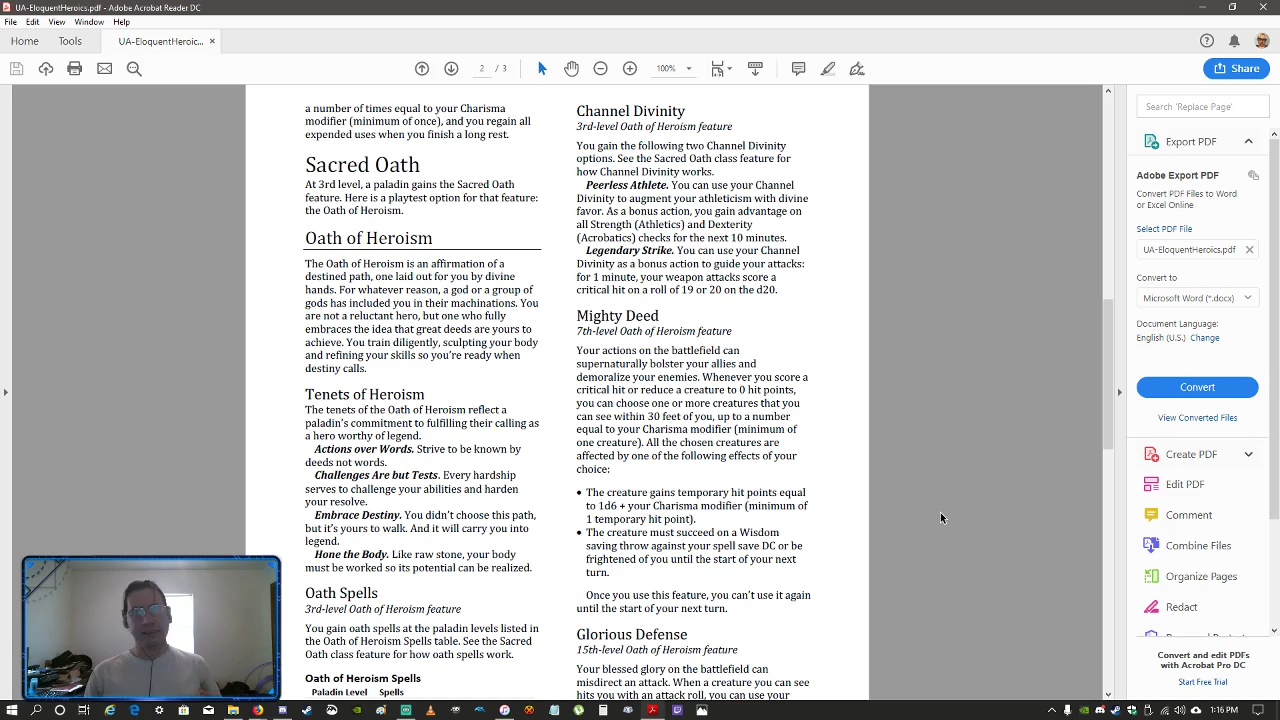 UA-EloquentHeroics.pdf - Adobe Acrobat Reader DC
File Edit View Window Help
Home Tools UA-EloquentHeroic... ×
2 / 3 100% Share
a number of times equal to your Charisma
modifier (minimum of once), and you regain all
expended uses when you finish a long rest.
Sacred Oath
At 3rd level, a paladin gains the Sacred Oath
feature. Here is a playtest option for that feature:
the Oath of Heroism.
Oath of Heroism
The Oath of Heroism is an affirmation of a
destined path, one laid out for you by divine
hands. For whatever reason, a god or a group of
gods has included you in their machinations. You
are not a reluctant hero, but one who fully
embraces the idea that great deeds are yours to
achieve. You train diligently, sculpting your body
and refining your skills so you're ready when
destiny calls.
Tenets of Heroism
The tenets of the Oath of Heroism reflect a
paladin's commitment to fulfilling their calling as
a hero worthy of legend.
Actions over Words. Strive to be known by
deeds not words.
Challenges Are but Tests. Every hardship
serves to challenge your abilities and harden
your resolve.
Embrace Destiny. You didn't choose this path,
but it's yours to walk. And it will carry you into
legend.
Hone the Body. Like raw stone, your body
must be worked so its potential can be realized.
Oath Spells
3rd-level Oath of Heroism feature
You gain oath spells at the paladin levels listed in
the Oath of Heroism Spells table. See the Sacred
Oath class feature for how oath spells work.
Oath of Heroism Spells
Paladin Level Spells
Channel Divinity
3rd-level Oath of Heroism feature
You gain the following two Channel Divinity
options. See the Sacred Oath class feature for
how Channel Divinity works.
Peerless Athlete. You can use your Channel
Divinity to augment your athleticism with divine
favor. As a bonus action, you gain advantage on
all Strength (Athletics) and Dexterity
(Acrobatics) checks for the next 10 minutes.
Legendary Strike. You can use your Channel
Divinity as a bonus action to guide your attacks:
for 1 minute, your weapon attacks score a
critical hit on a roll of 19 or 20 on the d20.
Mighty Deed
7th-level Oath of Heroism feature
Your actions on the battlefield can
supernaturally bolster your allies and
demoralize your enemies. Whenever you score a
critical hit or reduce a creature to 0 hit points,
you can choose one or more creatures that you
can see within 30 feet of you, up to a number
equal to your Charisma modifier (minimum of
one creature). All the chosen creatures are
affected by one of the following effects of your
choice:
• The creature gains temporary hit points equal
to 1d6 + your Charisma modifier (minimum of
1 temporary hit point).
• The creature must succeed on a Wisdom
saving throw against your spell save DC or be
frightened of you until the start of your next
turn.
Once you use this feature, you can't use it again
until the start of your next turn.
Glorious Defense
15th-level Oath of Heroism feature
Your blessed glory on the battlefield can
misdirect an attack. When a creature you can see
hits you with an attack roll, you can use your
Search 'Replace Page'
Export PDF
Adobe Export PDF
Convert PDF Files to Word
or Excel Online
Select PDF File
UA-EloquentHeroics.pdf ×
Convert to
Microsoft Word (*.docx)
Document Language:
English (U.S.) Change
Convert
View Converted Files
Create PDF
Edit PDF
Comment
Combine Files
Organize Pages
Redact
Convert and edit PDFs
with Acrobat Pro DC
Start Free Trial
1:16 PM